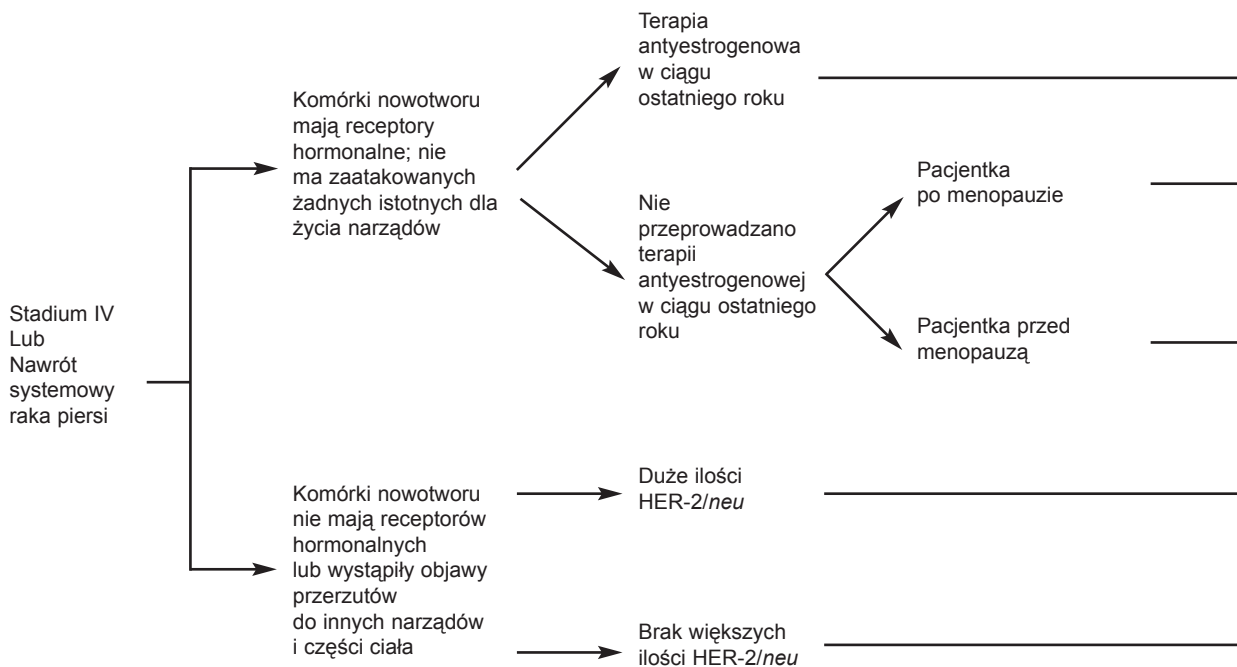 Stadium IV
Lub
Nawrót
systemowy
raka piersi
Komórki nowotworu
mają receptory
hormonalne; nie
ma zaatakowanych
żadnych istotnych dla
życia narządów
Terapia
antyestrogenowa
w ciągu
ostatniego roku
Nie
przeprowadzano
terapii
antyestrogenowej
w ciągu ostatniego
roku
Pacjentka
po menopauzie
Pacjentka przed
menopauzą
Komórki nowotworu
nie mają receptorów
hormonalnych
lub wystąpiły objawy
przerzutów
do innych narządów
i części ciała
Duże ilości
HER-2/neu
Brak większych
ilości HER-2/neu